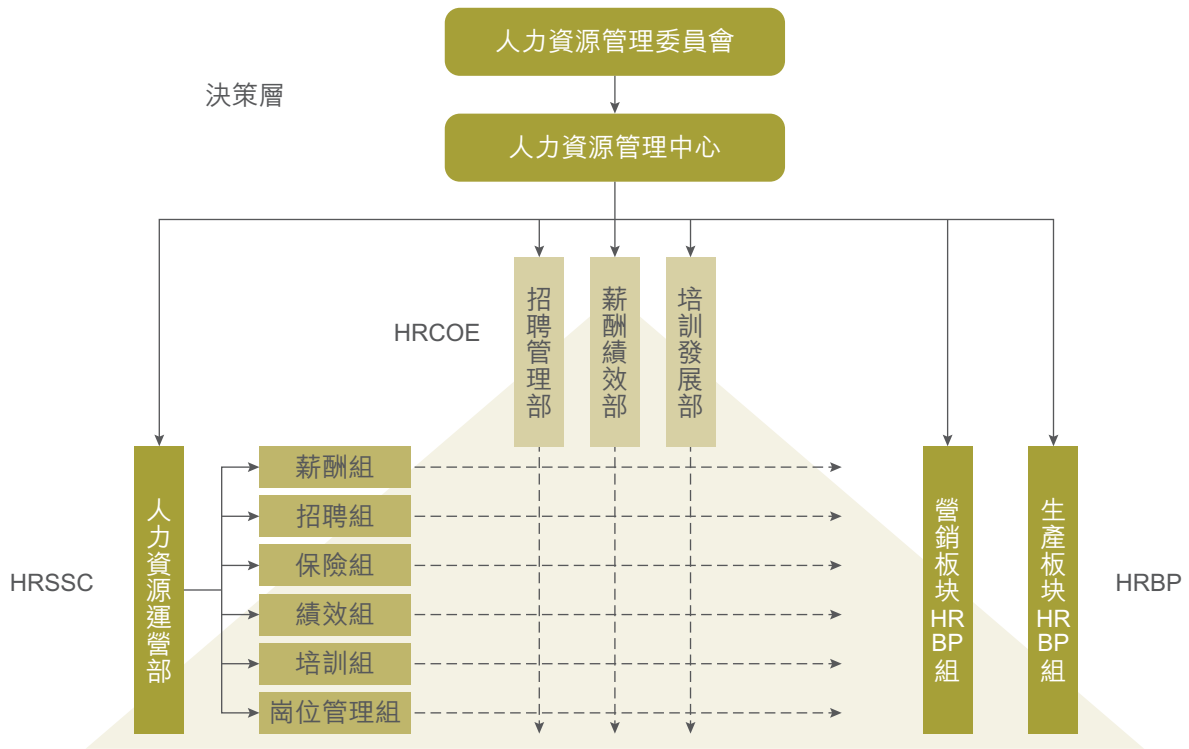 人力資源管理委員會
決策層
人力資源管理中心
HRCOE
招聘管理部
薪酬績效部
培訓發展部
HRSSC
人力資源運營部
薪酬組
招聘組
保險組
績效組
培訓組
崗位管理組
營銷板块HRBP組
生產板块HRBP組
HRBP